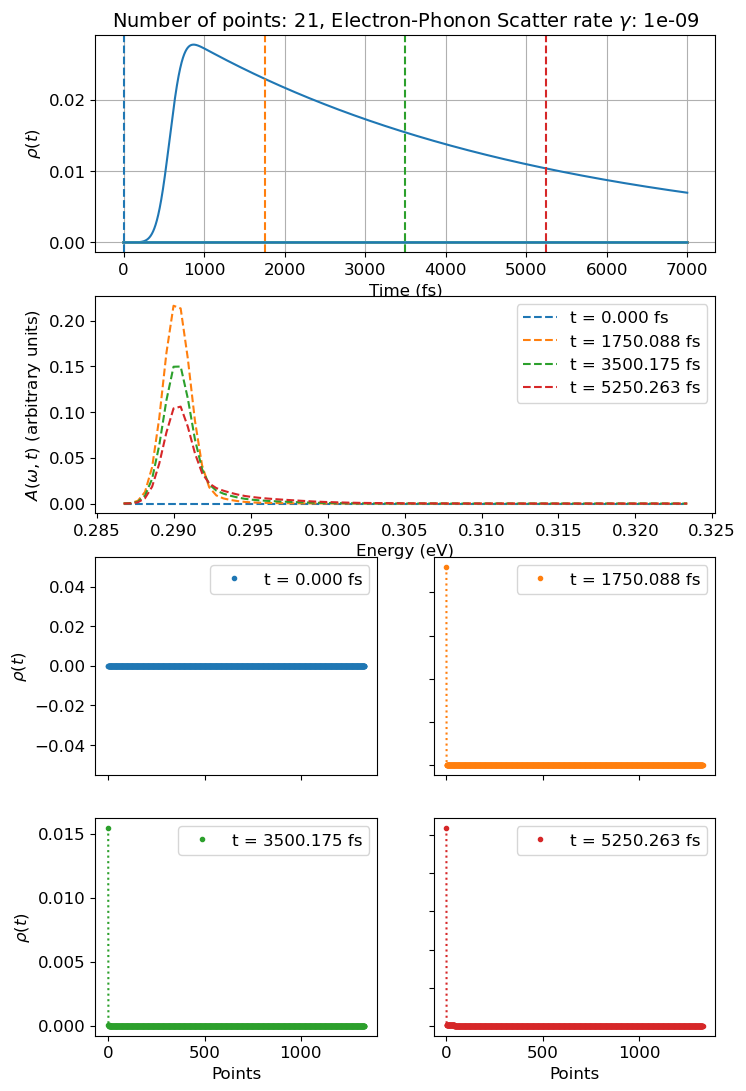 Number of points: 21, Electron-Phonon Scatter rate γ: 1e-09
ρ(t)
0.02
0.01
0.00
0 1000 2000 3000 4000 5000 6000 7000
Time (fs)
A(ω, t) (arbitrary units)
0.20
0.15
0.10
0.05
0.00
t = 0.000 fs
t = 1750.088 fs
t = 3500.175 fs
t = 5250.263 fs
0.285 0.290 0.295 0.300 0.305 0.310 0.315 0.320 0.325
Energy (eV)
ρ(t)
0.04
0.02
0.00
−0.02
−0.04
t = 0.000 fs
t = 1750.088 fs
ρ(t)
0.015
0.010
0.005
0.000
t = 3500.175 fs
0 500 1000
Points
t = 5250.263 fs
0 500 1000
Points